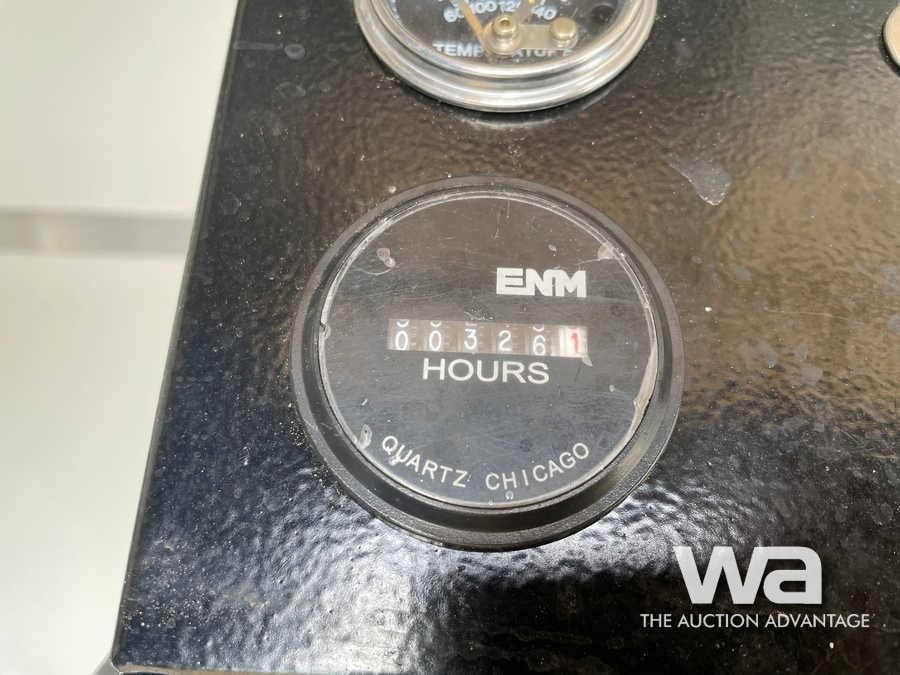 TEMPERATURE
ENM
003261
HOURS
QUARTZ CHICAGO
wa
THE AUCTION ADVANTAGE